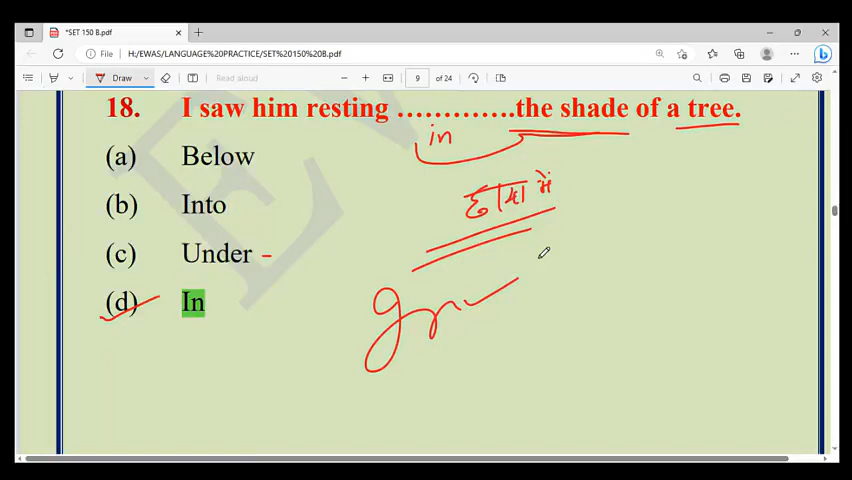 *SET 150 B.pdf
File
H:/EWAS/LANGUAGE%20PRACTICE/SET%20150%20B.pdf
Draw
Read aloud
9
of 24
18. I saw him resting .............the shade of a tree.
in
(a) Below
छाया में
(b) Into
(c) Under -
(d) In